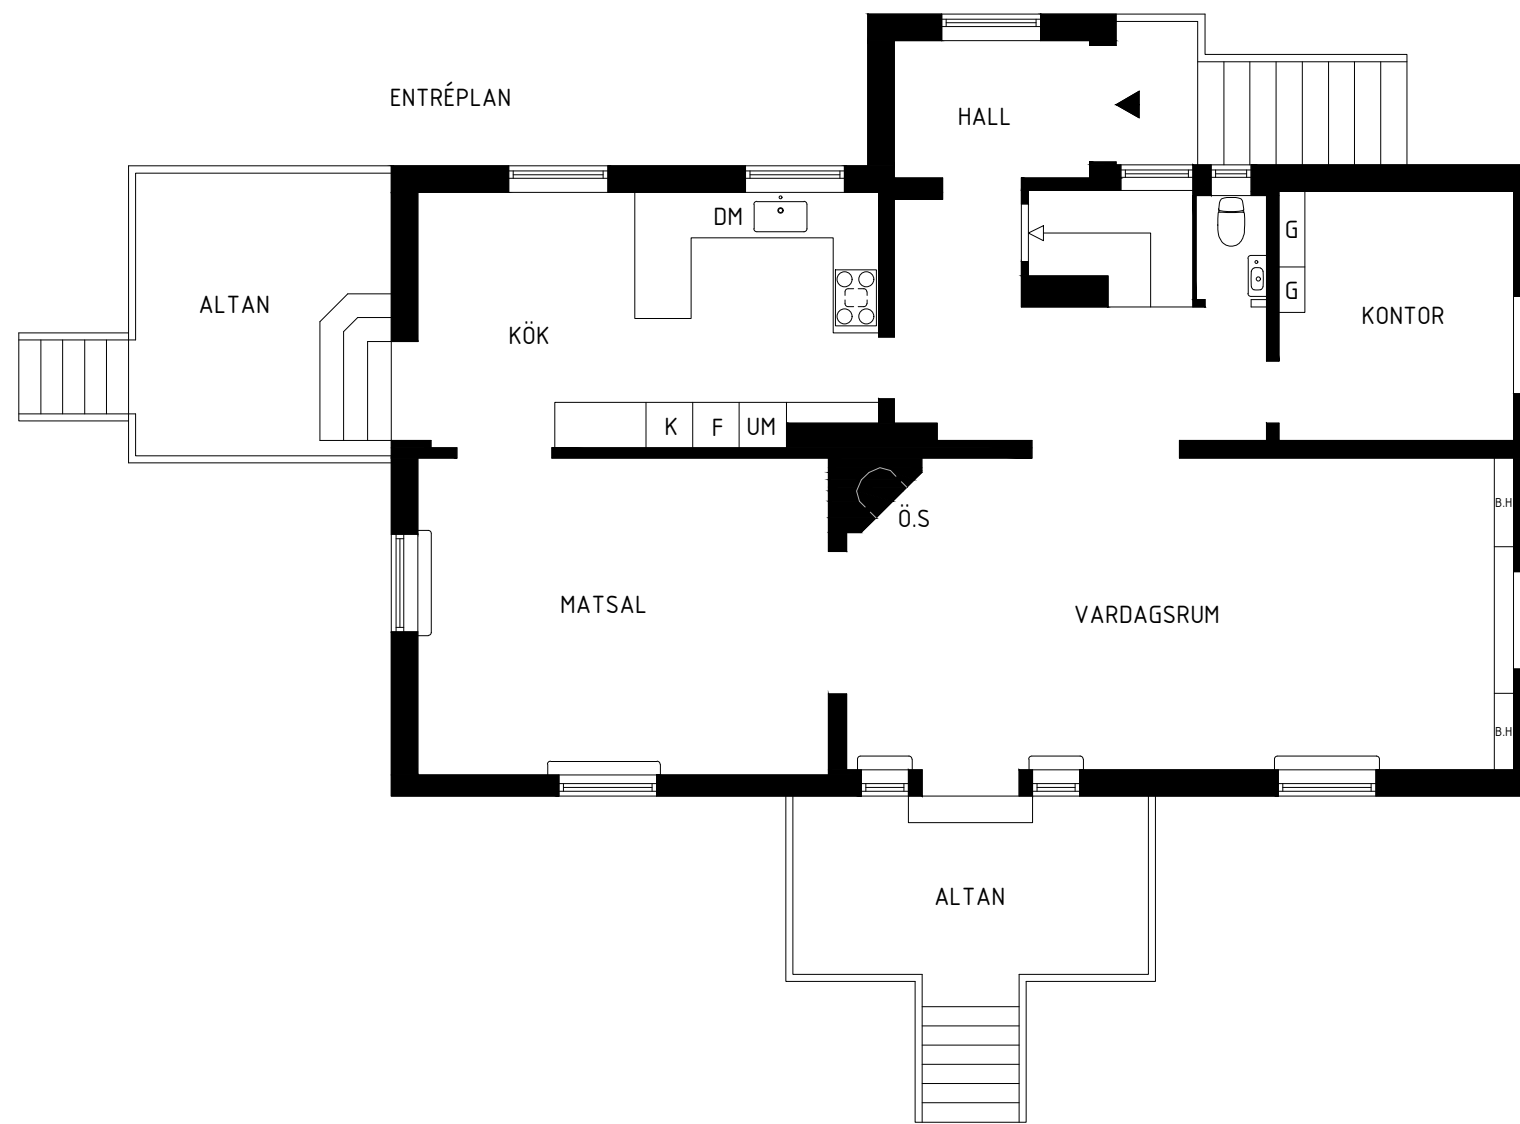 ENTRÉPLAN
HALL
DM
G
ALTAN
G
KONTOR
KÖK
K F UM
B.H
Ö.S
MATSAL
VARDAGSRUM
B.H
ALTAN